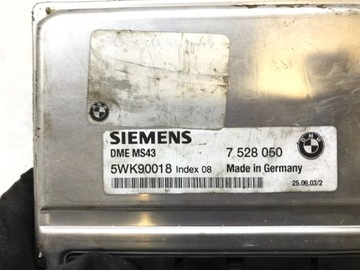 SIEMENS
DME MS43 7 528 050
5WK90018 Index 08 Made in Germany
25.06.03/2